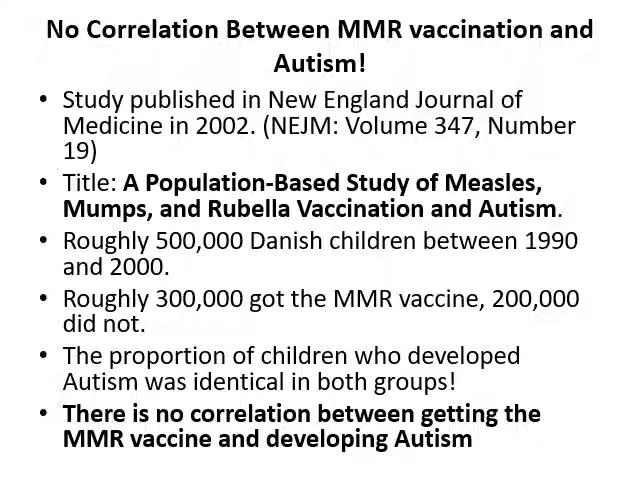 No Correlation Between MMR vaccination and
Autism!
• Study published in New England Journal of
Medicine in 2002. (NEJM: Volume 347, Number
19)
• Title: A Population-Based Study of Measles,
Mumps, and Rubella Vaccination and Autism.
• Roughly 500,000 Danish children between 1990
and 2000.
• Roughly 300,000 got the MMR vaccine, 200,000
did not.
• The proportion of children who developed
Autism was identical in both groups!
• There is no correlation between getting the
MMR vaccine and developing Autism